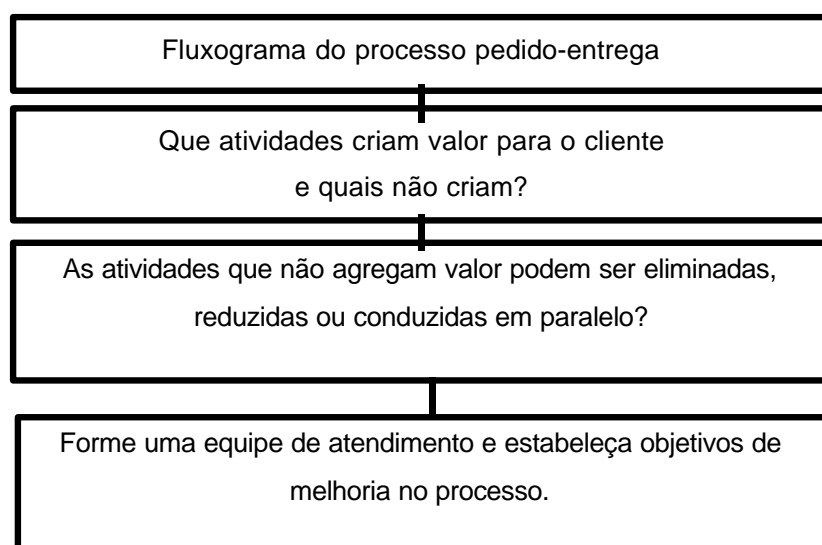 Fluxograma do processo pedido-entrega
Que atividades criam valor para o cliente
e quais não criam?
As atividades que não agregam valor podem ser eliminadas,
reduzidas ou conduzidas em paralelo?
Forme uma equipe de atendimento e estabeleça objetivos de
melhoria no processo.